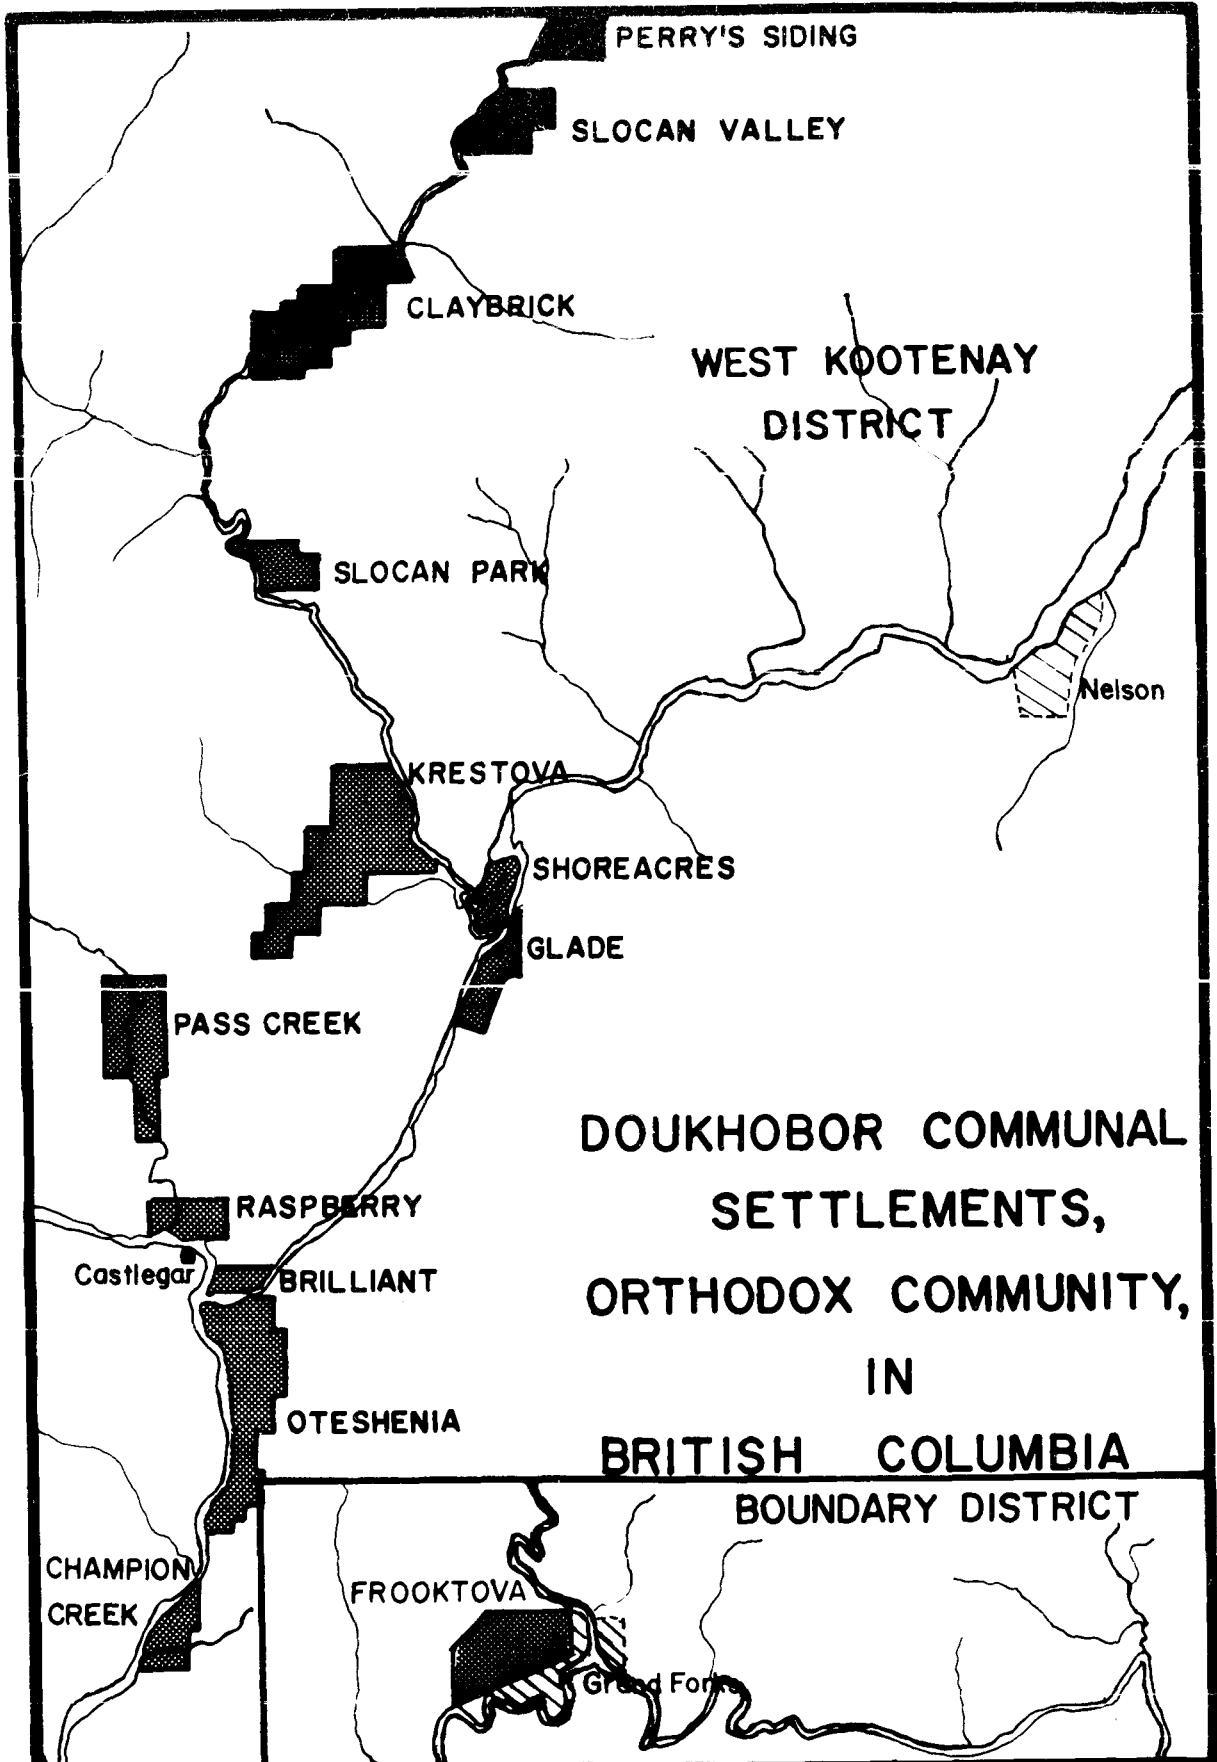 PERRY'S SIDING
SLOCAN VALLEY
CLAYBRICK
WEST KOOTENAY
DISTRICT
SLOCAN PARK
Nelson
KRESTOVA
SHOREACRES
GLADE
PASS CREEK
DOUKHOBOR COMMUNAL
SETTLEMENTS,
ORTHODOX COMMUNITY,
IN
BRITISH COLUMBIA
RASPBERRY
Castlegar
BRILLIANT
OTESHENIA
CHAMPION
CREEK
BOUNDARY DISTRICT
FROOKTOVA
Grand Forks